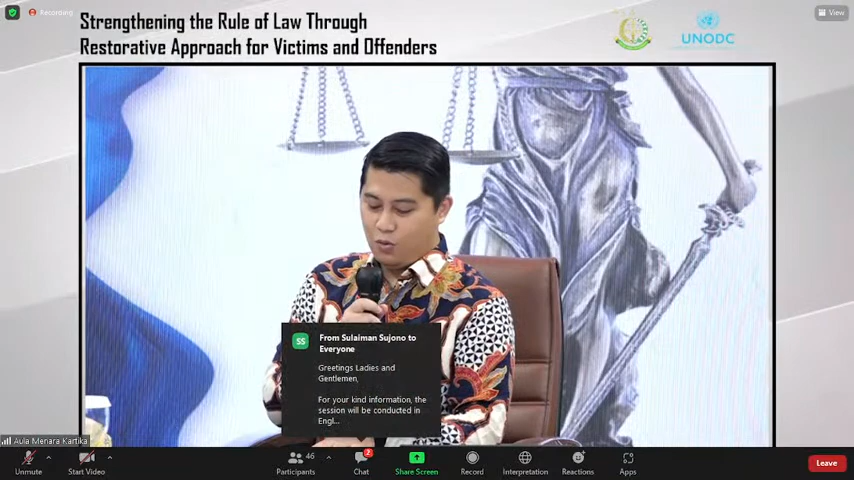 Recording
Strengthening the Rule of Law Through
Restorative Approach for Victims and Offenders
UNODC
View
SS
From Sulaiman Sujono to
Everyone
Greetings Ladies and
Gentlemen,
For your kind information, the
session will be conducted in
Engl...
Aula Menara Kartika
Unmute
Start Video
Participants
46
Chat
2
Share Screen
Record
Interpretation
Reactions
Apps
Leave